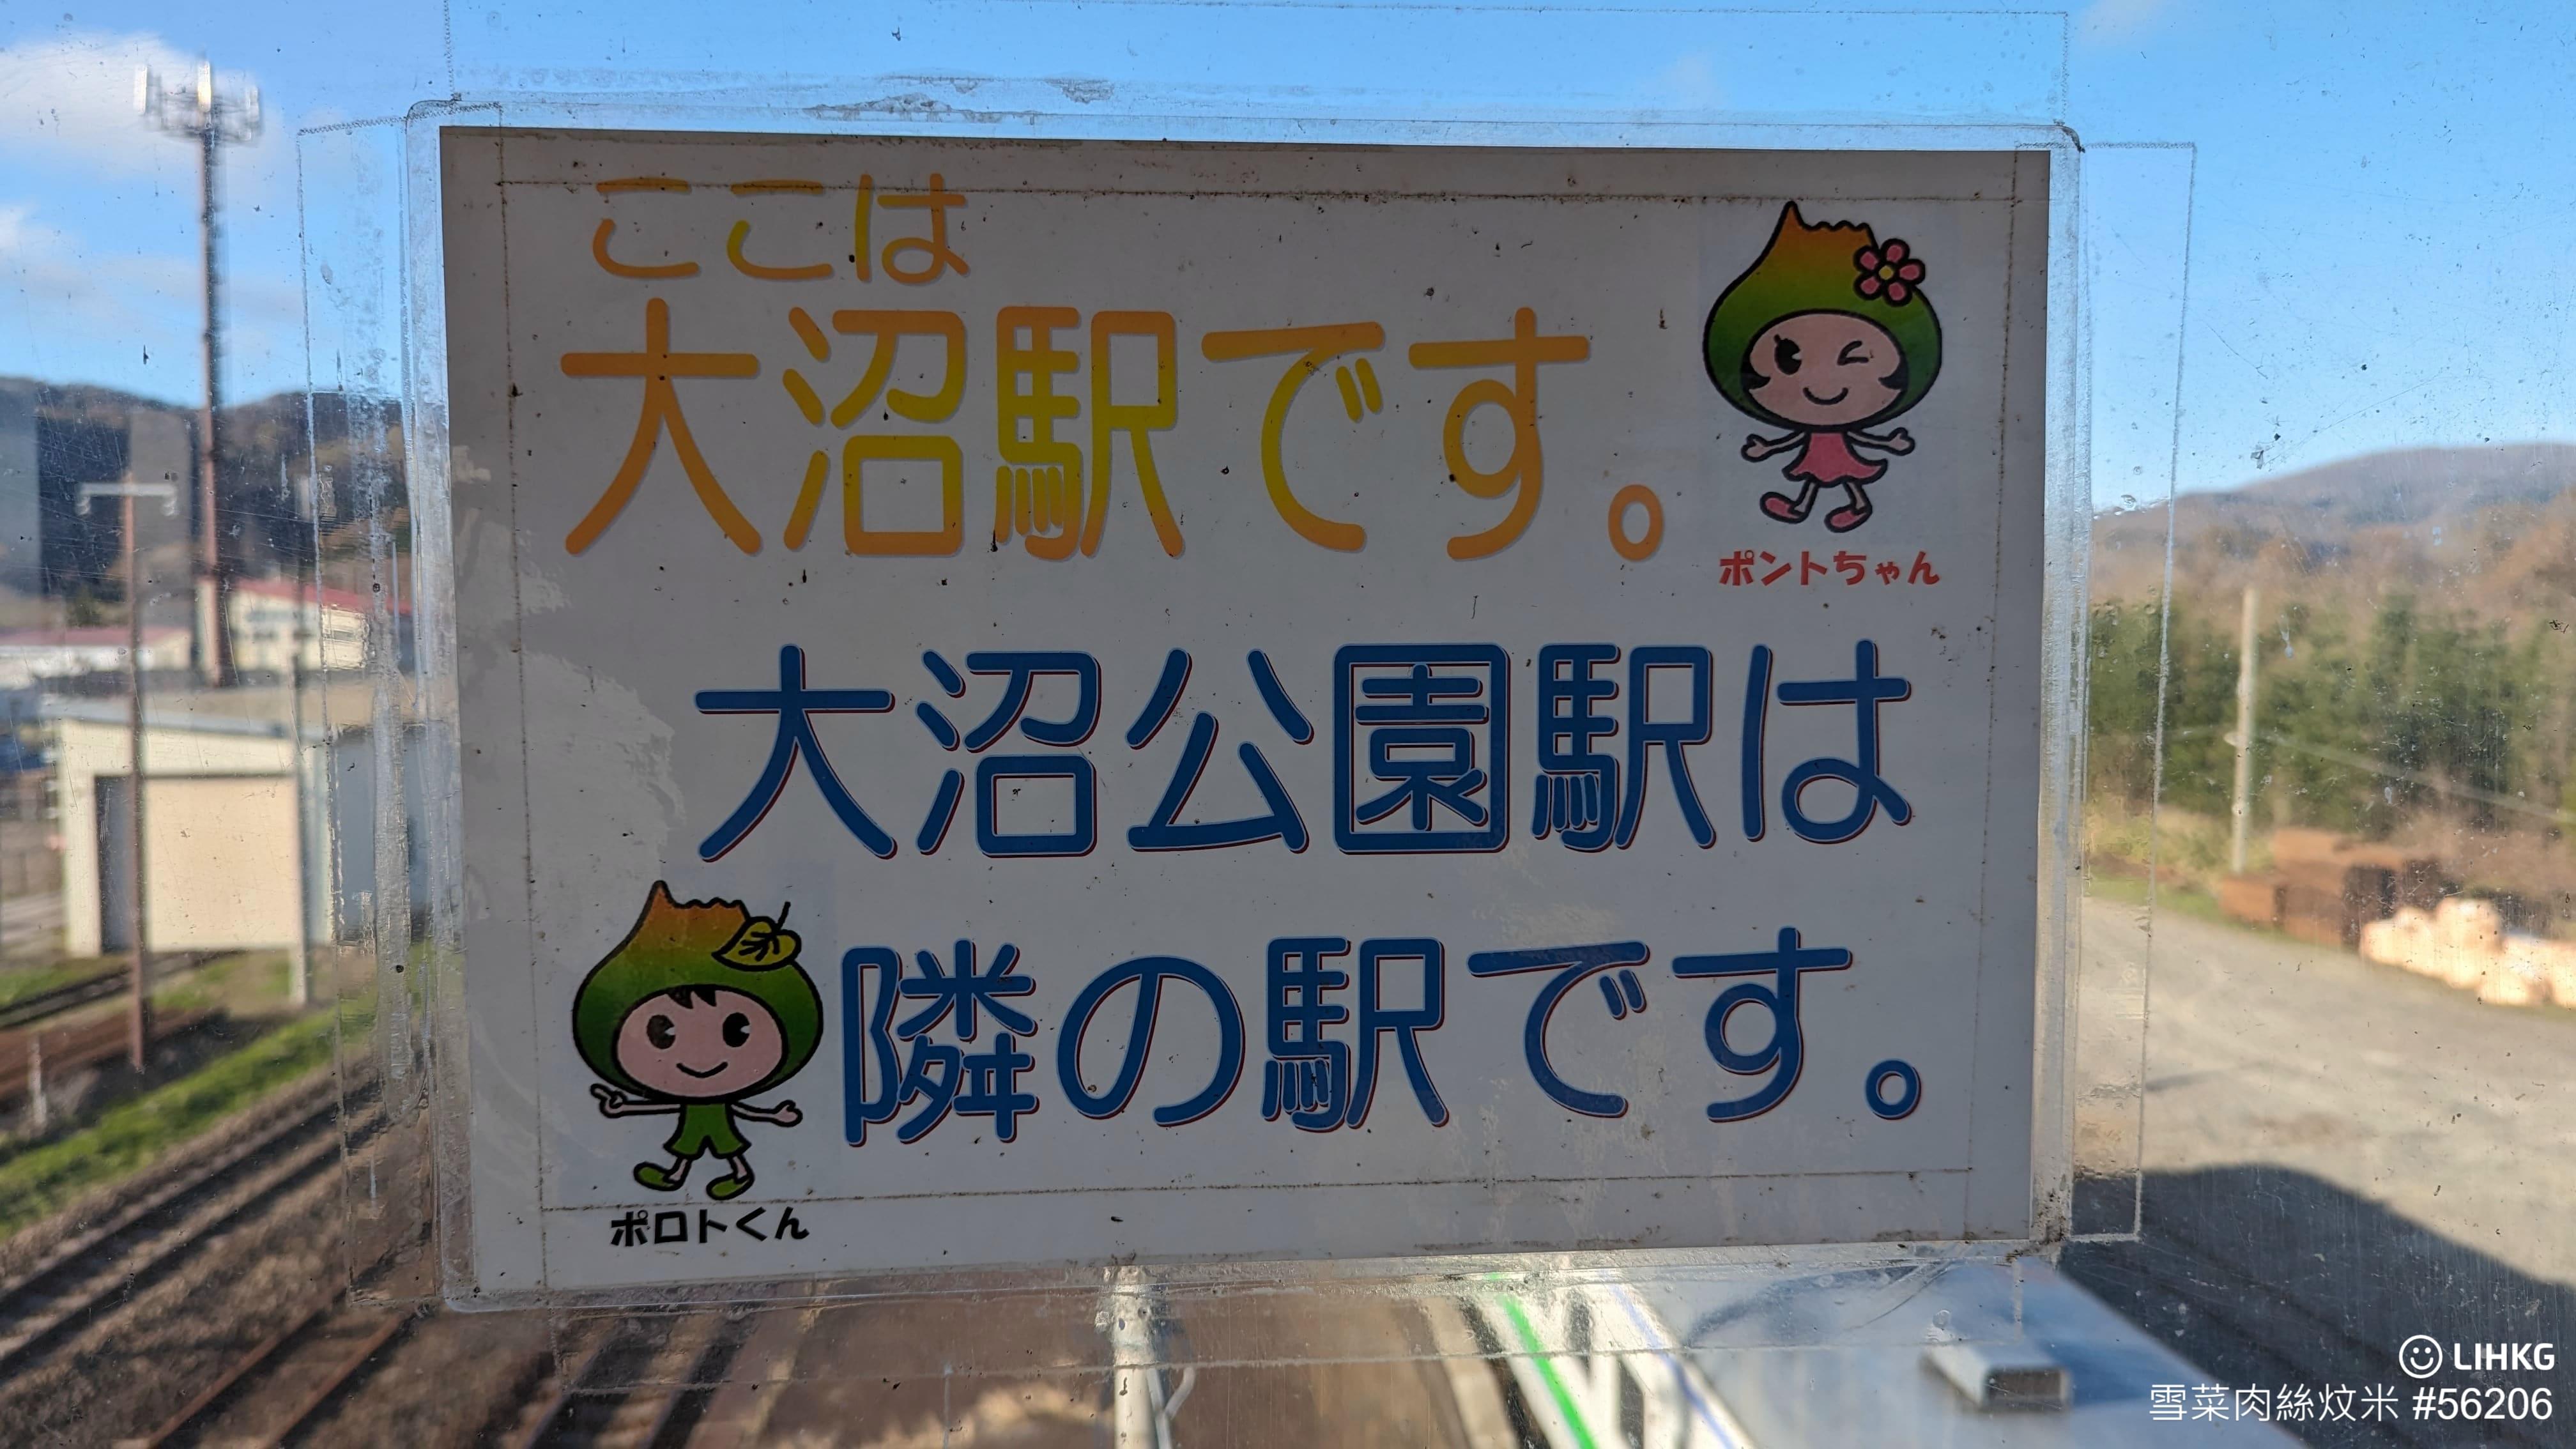 ここは
大沼駅です。
ポントちゃん
大沼公園駅は
隣の駅です。
ポロトくん
LIHKG
雪菜肉絲炆米 #56206